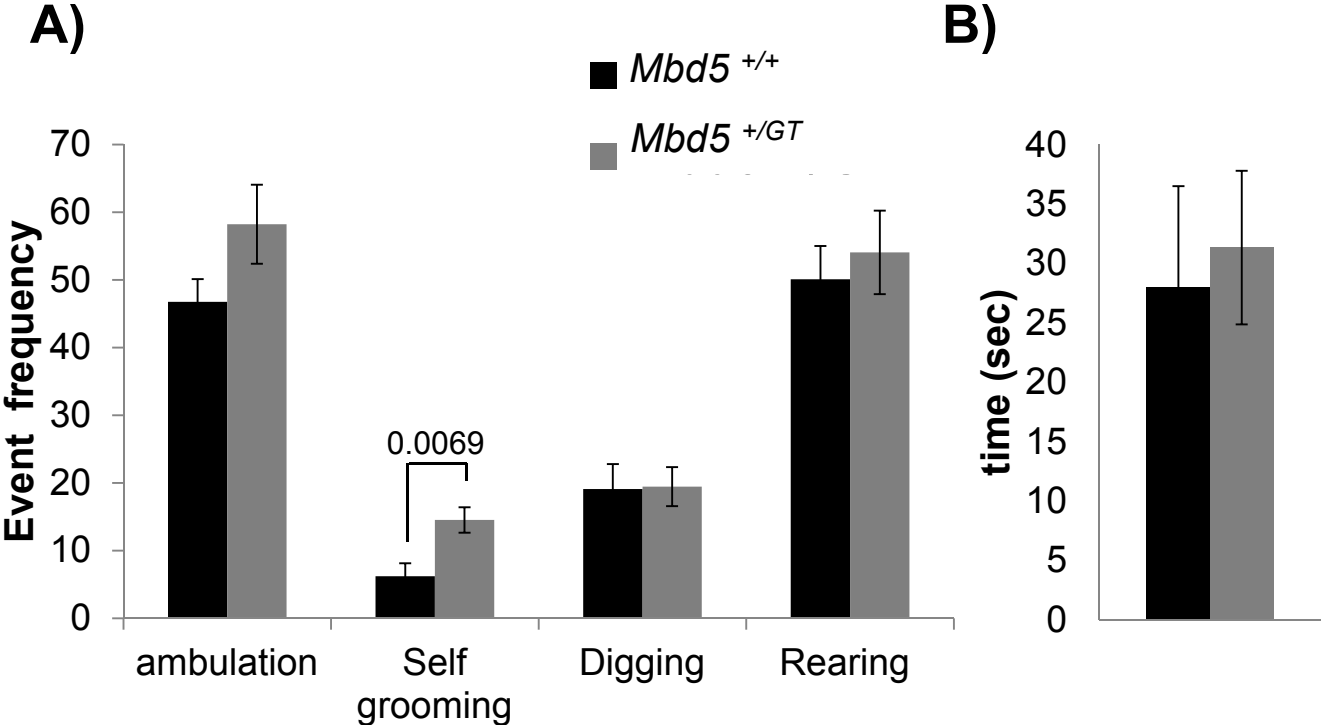 A)
B)
Mbd5 +/+
Mbd5 +/GT
70
60
50
40
30
20
10
0
Event frequency
0.0069
ambulation
Self grooming
Digging
Rearing
40
35
30
25
20
15
10
5
0
time (sec)